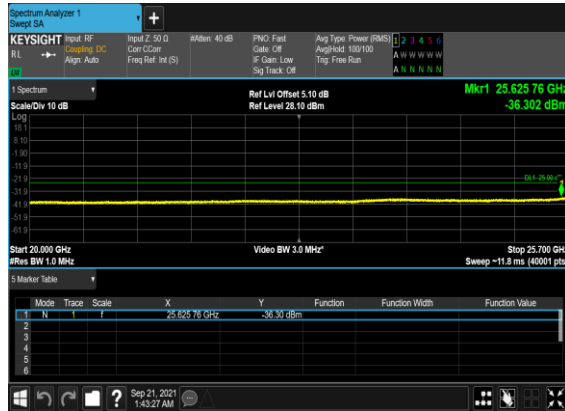 Spectrum Analyzer 1
Swept SA
KEYSIGHT Input: RF Input Z: 50 Ω #Atten: 40 dB PNO: Fast Avg Type: Power (RMS) 1 2 3 4 5 6
RL Coupling: DC Corr CCorr Gate: Off Avg|Hold: 100/100 A W W W W W
Align: Auto Freq Ref: Int (S) IF Gain: Low Trig: Free Run
LW Sig Track: Off A N N N N N
1 Spectrum Ref Lvl Offset 5.10 dB Mkr1 25.625 76 GHz
Scale/Div 10 dB Ref Level 28.10 dBm -36.302 dBm
Log
18.1
8.10
-1.90
-11.9
-21.9
DL1 -25.00
-31.9
-41.9
-51.9
-61.9
Start 20.000 GHz Video BW 3.0 MHz* Stop 25.700 GHz
#Res BW 1.0 MHz Sweep ~11.8 ms (40001 pts)
5 Marker Table
Mode Trace Scale X Y Function Function Width Function Value
1 N 1 f 25.625 76 GHz -36.30 dBm
2
3
4
5
6
? Sep 21, 2021
1:43:27 AM